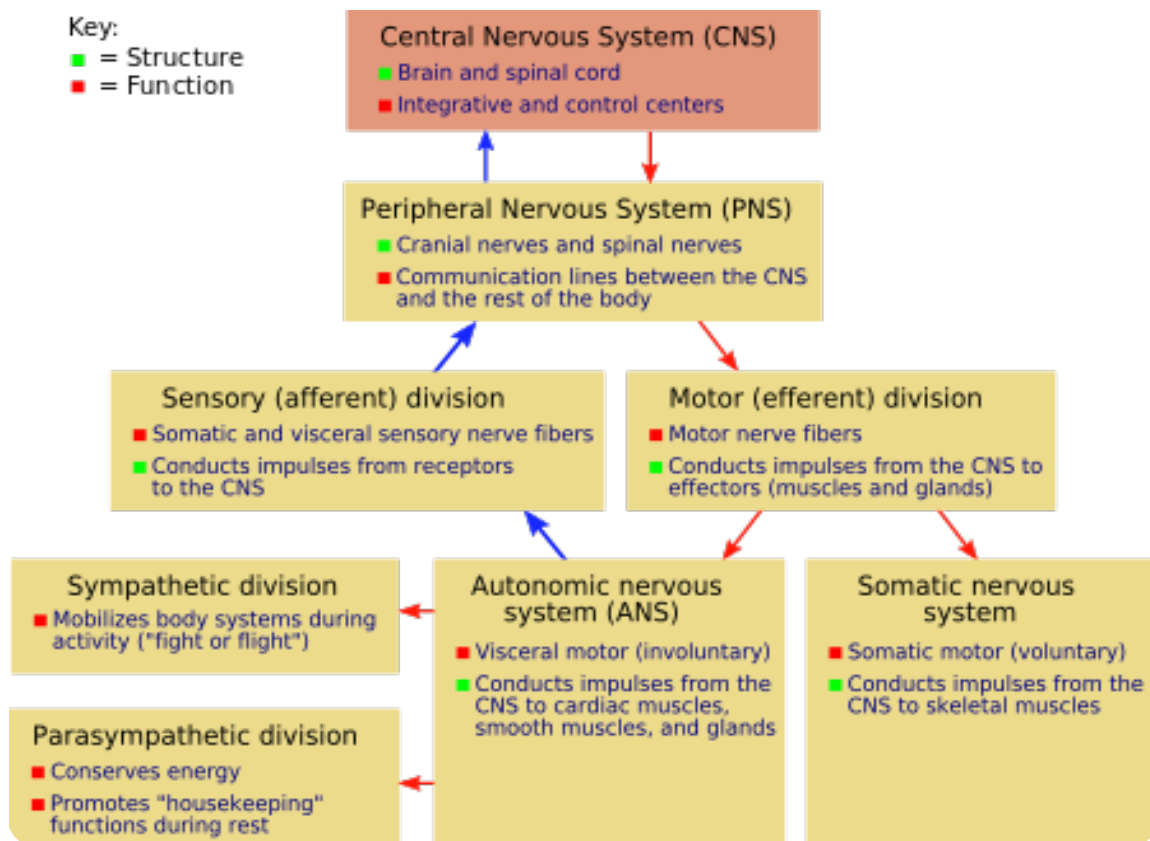 Key:
= Structure
= Function
Central Nervous System (CNS)
Brain and spinal cord
Integrative and control centers
Peripheral Nervous System (PNS)
Cranial nerves and spinal nerves
Communication lines between the CNS
and the rest of the body
Sensory (afferent) division
Somatic and visceral sensory nerve fibers
Conducts impulses from receptors
to the CNS
Motor (efferent) division
Motor nerve fibers
Conducts impulses from the CNS to
effectors (muscles and glands)
Sympathetic division
Mobilizes body systems during
activity ("fight or flight")
Autonomic nervous
system (ANS)
Visceral motor (involuntary)
Conducts impulses from the
CNS to cardiac muscles,
smooth muscles, and glands
Somatic nervous
system
Somatic motor (voluntary)
Conducts impulses from the
CNS to skeletal muscles
Parasympathetic division
Conserves energy
Promotes "housekeeping"
functions during rest